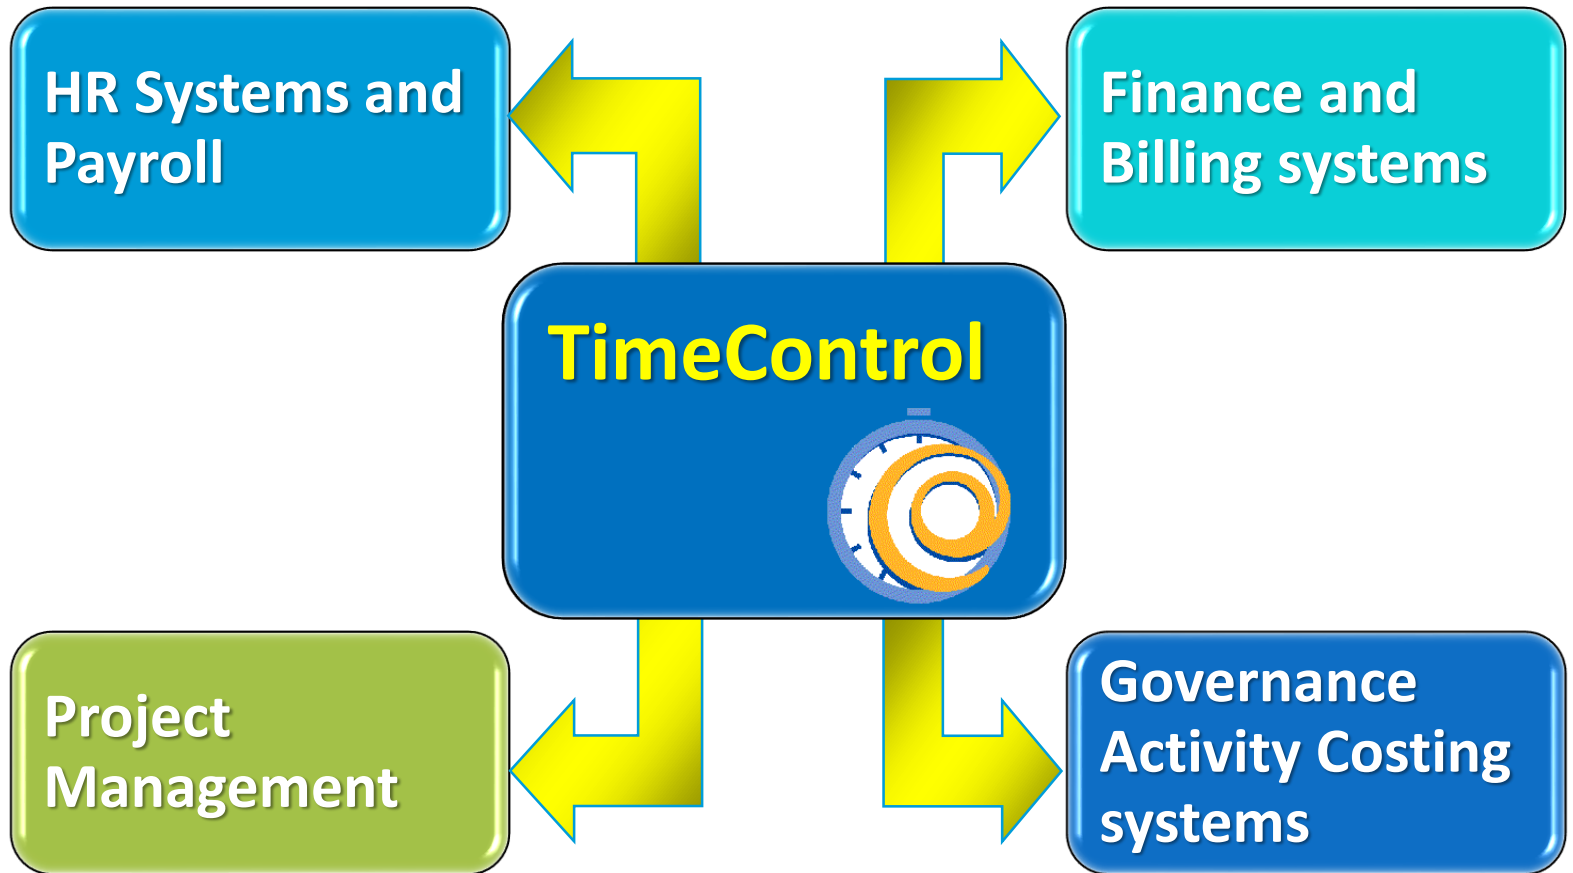 HR Systems and
Payroll
Finance and
Billing systems
TimeControl
Project
Management
Governance
Activity Costing
systems